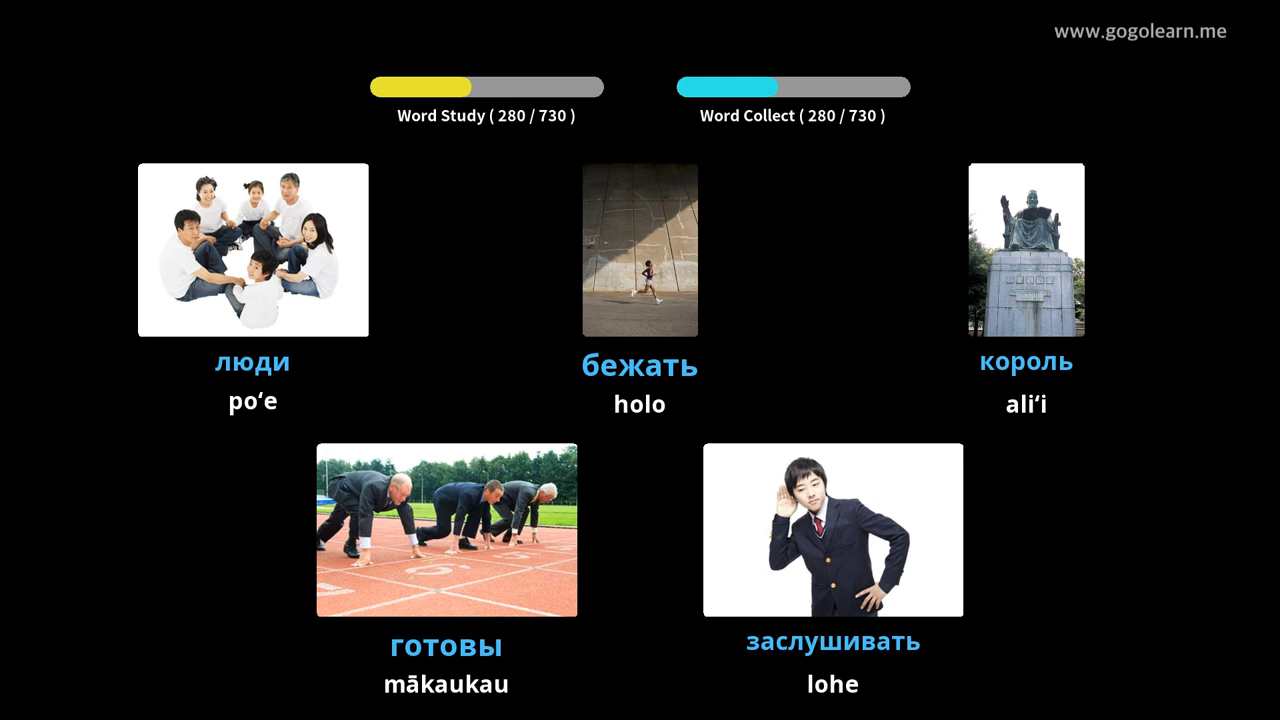 www.gogolearn.me
Word Study ( 280 / 730 )
Word Collect ( 280 / 730 )
люди
poʻe
бежать
holo
король
aliʻi
готовы
mākaukau
заслушивать
lohe